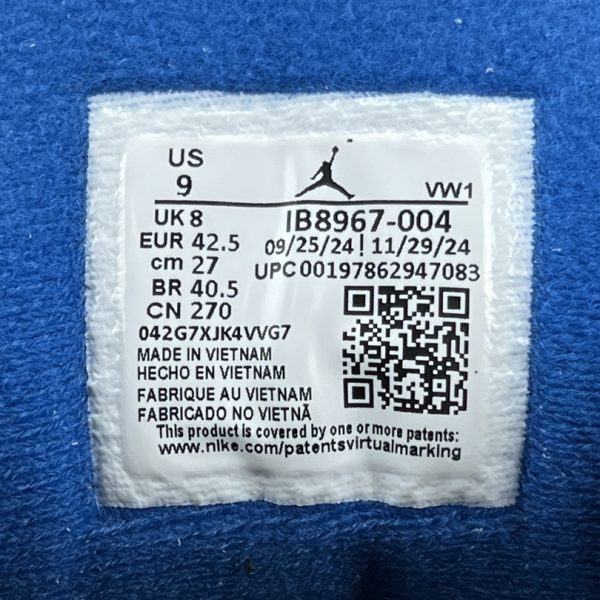 US
9
VW1
UK 8
IB8967-004
EUR 42.5
09/25/24 | 11/29/24
cm 27
UPC 00197862947083
BR 40.5
CN 270
042G7XJK4VVG7
MADE IN VIETNAM
HECHO EN VIETNAM
FABRIQUE AU VIETNAM
FABRICADO NO VIETNÃ
This product is covered by one or more patents:
www.nike.com/patentsvirtualmarking